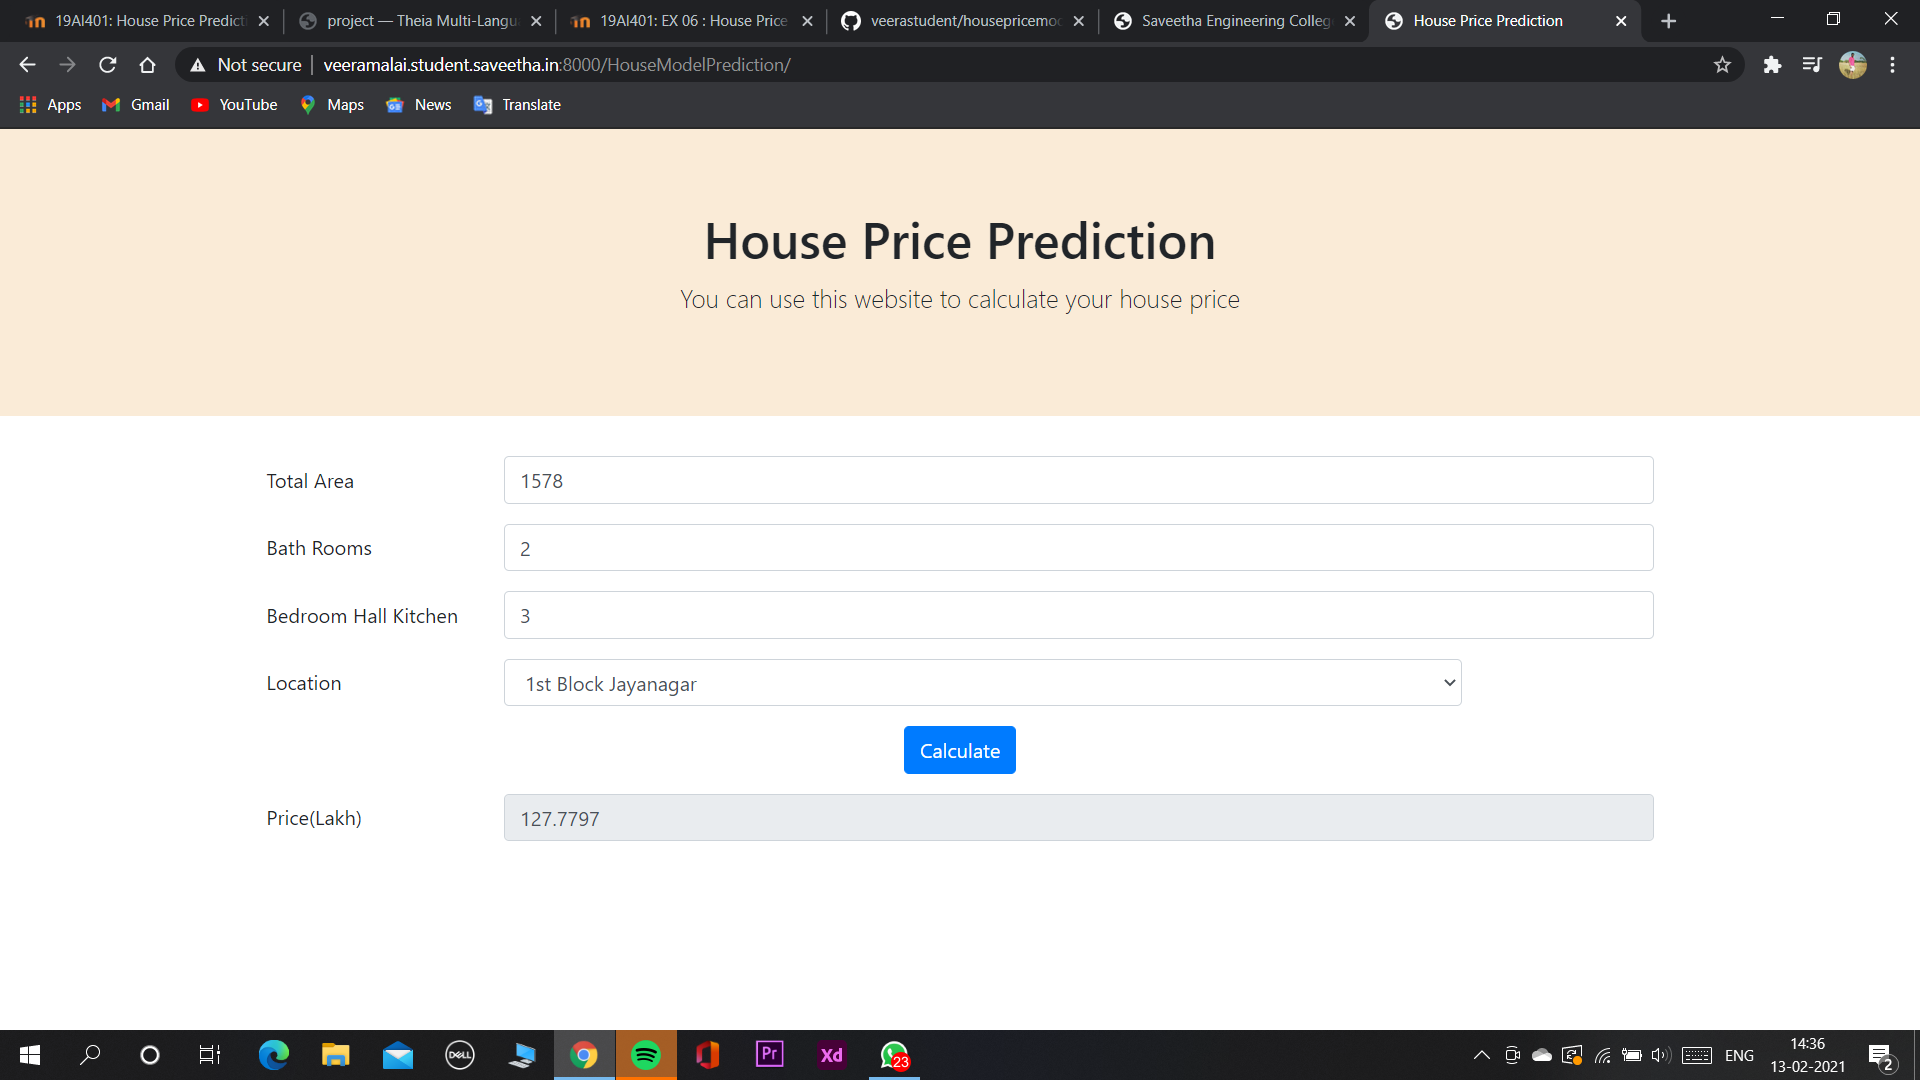 19AI401: House Price Predicti
project — Theia Multi-Langu
19AI401: EX 06 : House Price
veerastudent/housepricemod
Saveetha Engineering College
House Price Prediction
Not secure
veeramalai.student.saveetha.in:8000/HouseModelPrediction/
Apps
Gmail
YouTube
Maps
News
Translate
House Price Prediction
You can use this website to calculate your house price
Total Area
1578
Bath Rooms
2
Bedroom Hall Kitchen
3
Location
1st Block Jayanagar
Calculate
Price(Lakh)
127.7797
DELL
Pr
Xd
23
ENG
14:36
13-02-2021
2